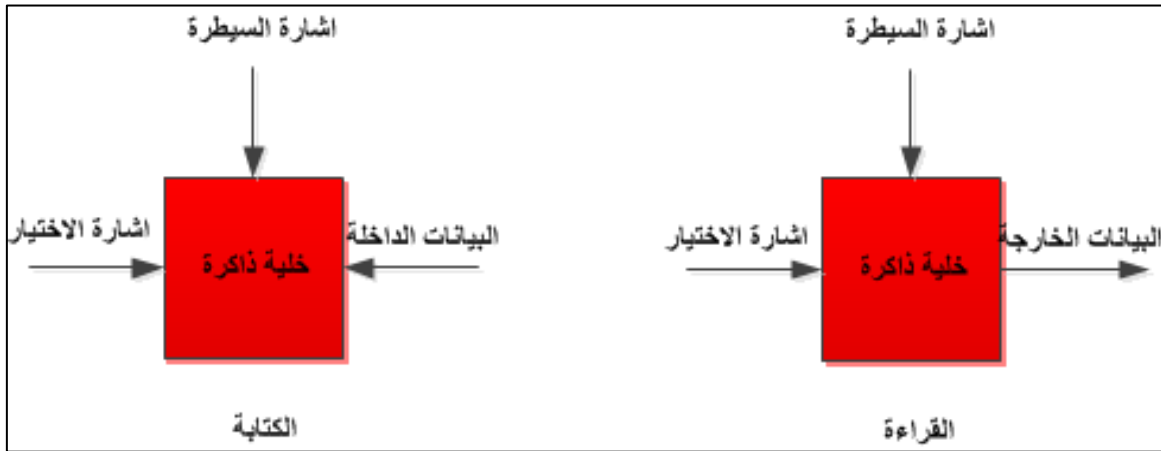 اشارة السيطرة
اشارة السيطرة
اشارة الاختيار
البيانات الداخلة
اشارة الاختيار
البيانات الخارجة
خلية ذاكرة
خلية ذاكرة
الكتابة
القراءة